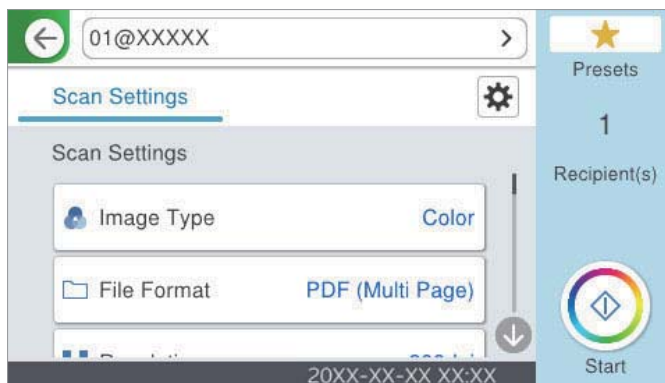 01@XXXXX
Presets
Scan Settings
1
Recipient(s)
Scan Settings
Image Type Color
File Format PDF (Multi Page)
Start
20XX-XX-XX XX:XX